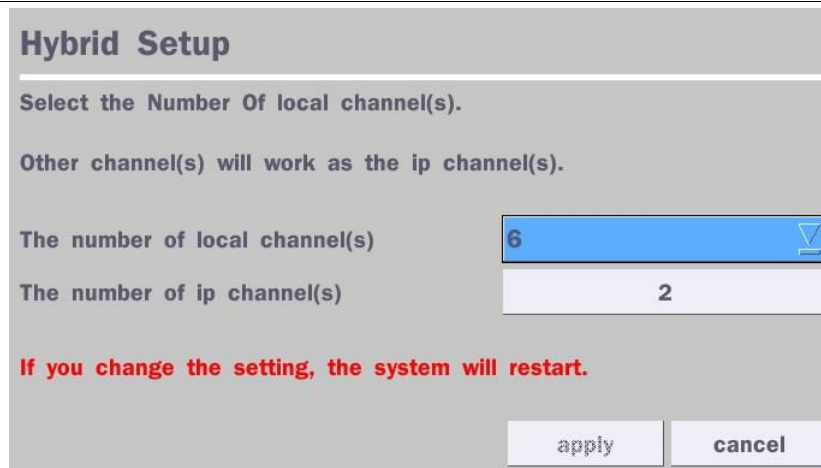 Hybrid Setup
Select the Number Of local channel(s).
Other channel(s) will work as the ip channel(s).
The number of local channel(s) 6
The number of ip channel(s) 2
If you change the setting, the system will restart.
apply cancel